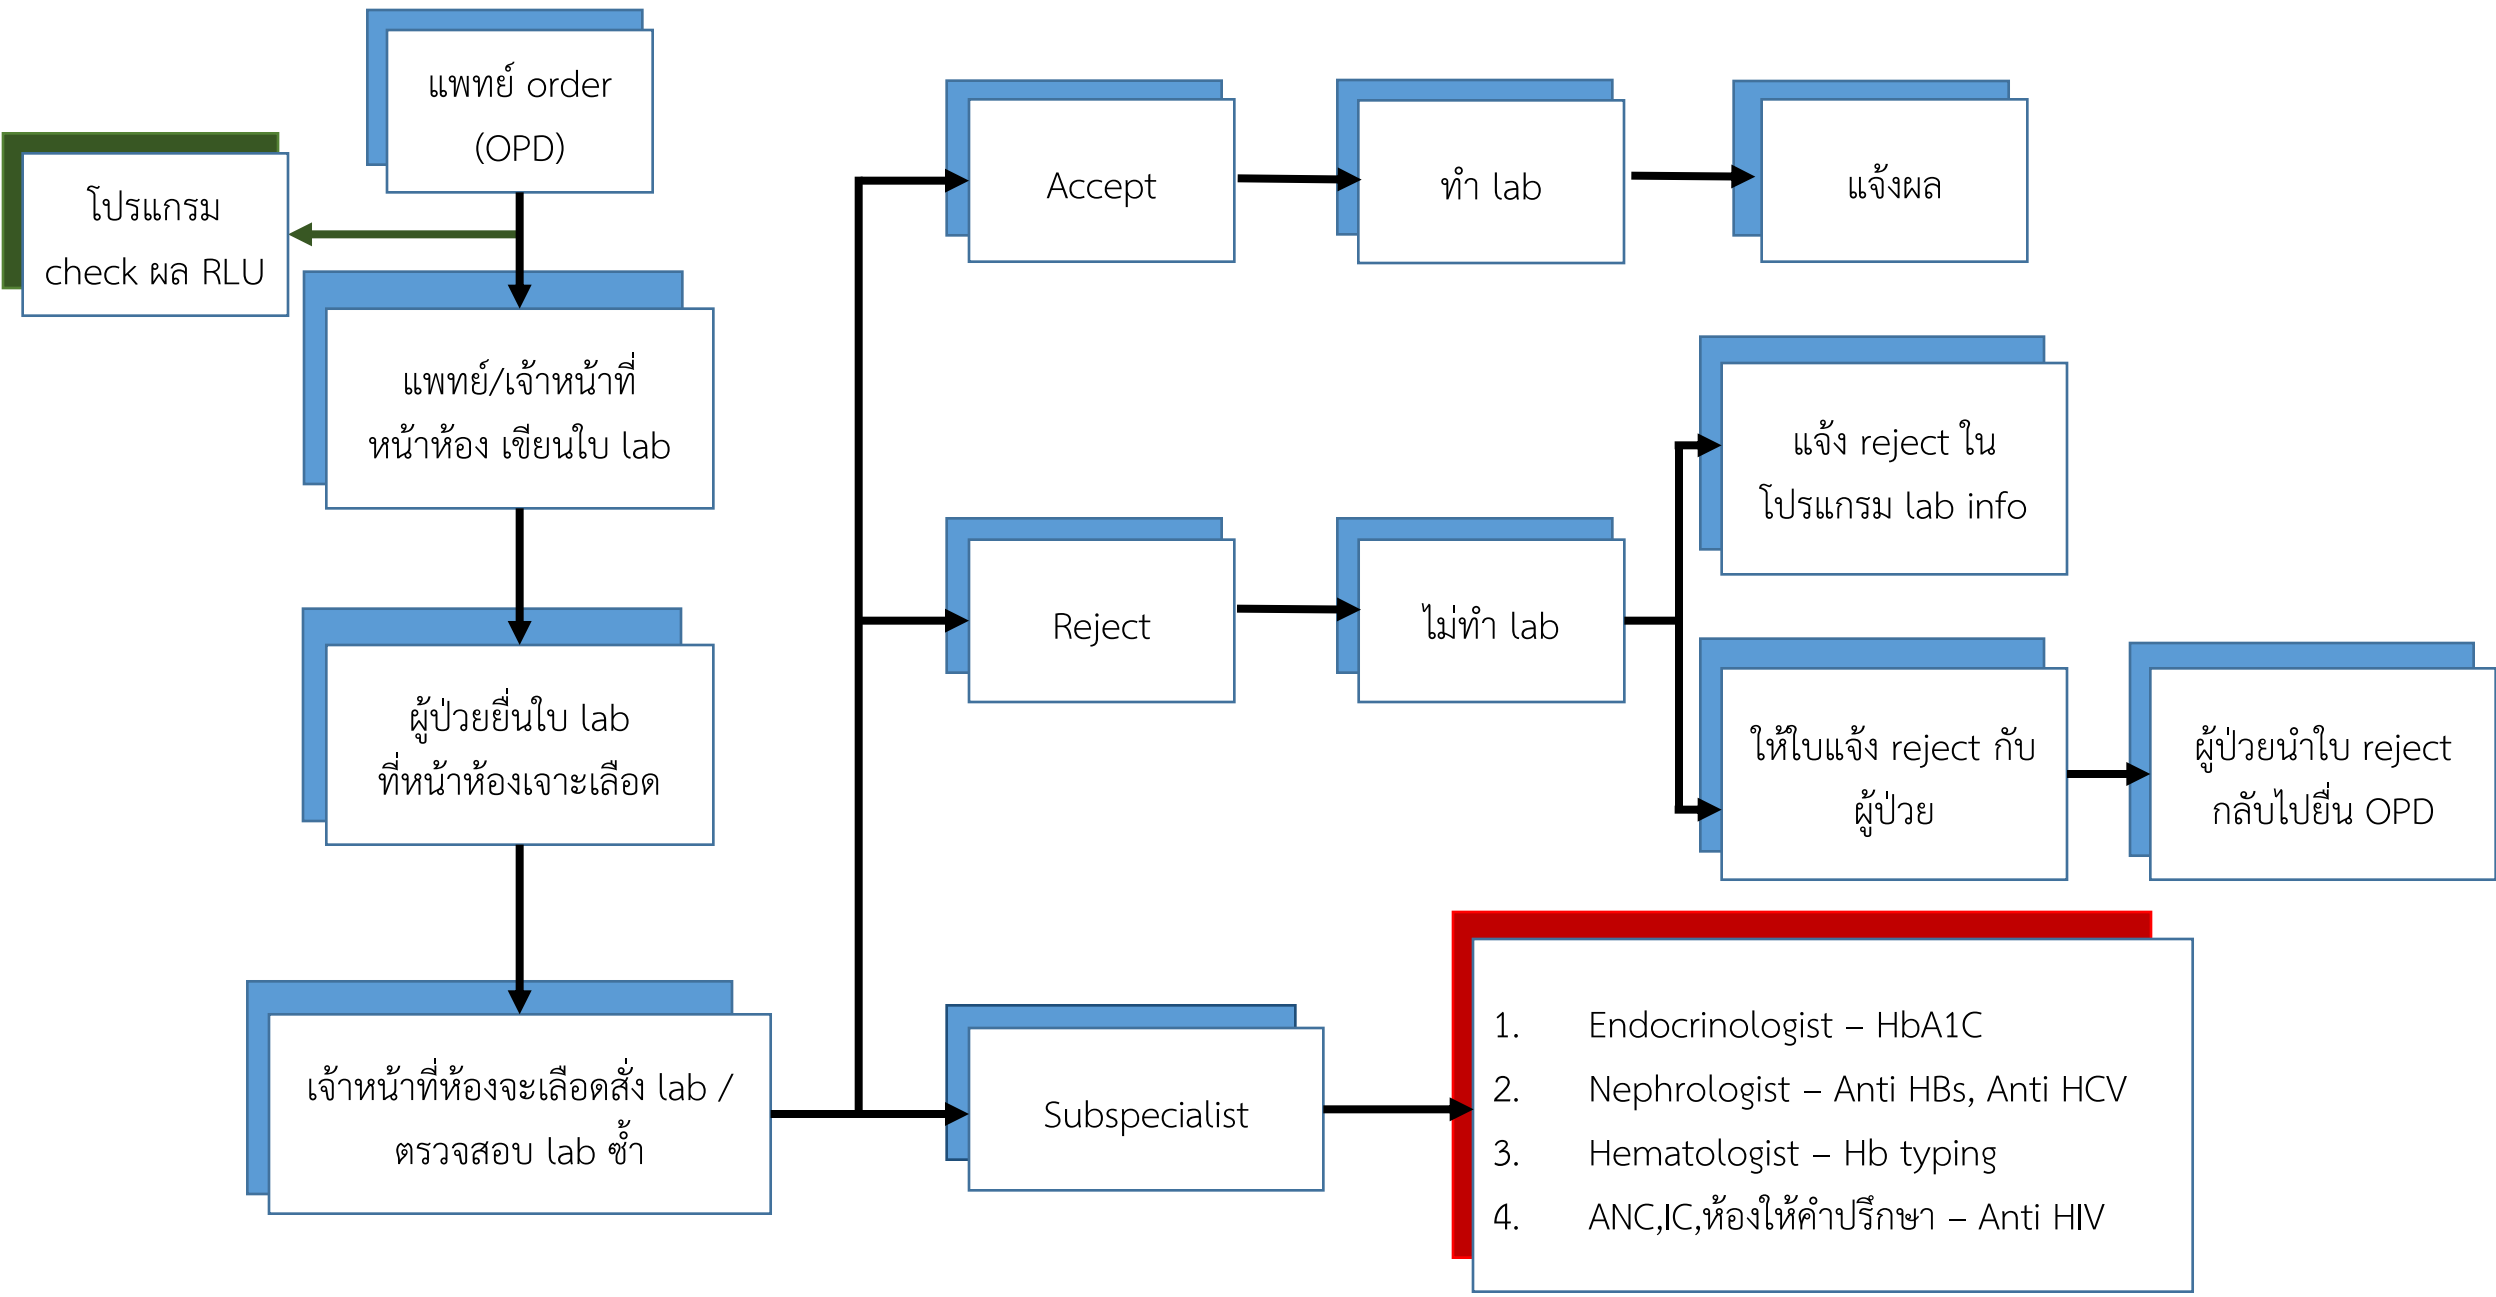 แพทย์ order
(OPD)
โปรแกรม
check ผล RLU
แพทย์/เจ้าหน้าที่
หน้าห้อง เขียนใบ lab
ผู้ป่วยยื่นใบ lab
ที่หน้าห้องเจาะเลือด
เจ้าหน้าที่ห้องจะเลือดสั่ง lab /
ตรวจสอบ lab ซ้ำ
Accept
ทำ lab
แจ้งผล
Reject
ไม่ทำ lab
แจ้ง reject ใน
โปรแกรม lab info
ให้ใบแจ้ง reject กับ
ผู้ป่วย
ผู้ป่วยนำใบ reject
กลับไปยื่น OPD
Subspecialist
1. Endocrinologist – HbA1C
2. Nephrologist – Anti HBs, Anti HCV
3. Hematologist – Hb typing
4. ANC,IC,ห้องให้คำปรึกษา – Anti HIV